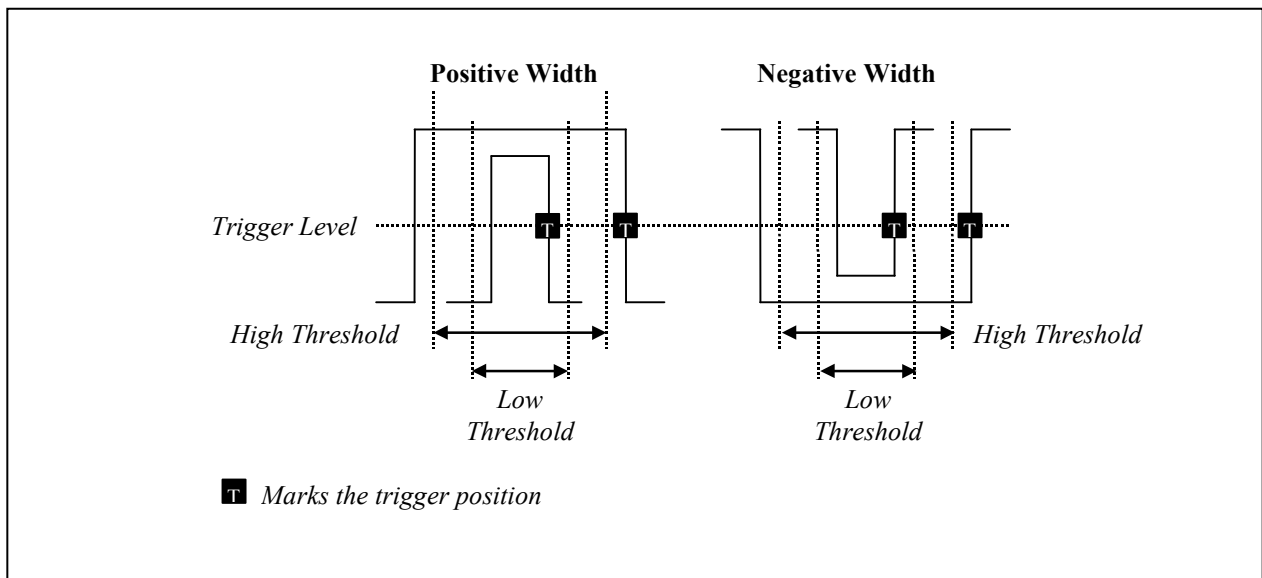 Positive Width
Negative Width
Trigger Level
T
T
T
T
High Threshold
High Threshold
Low
Threshold
Low
Threshold
T Marks the trigger position